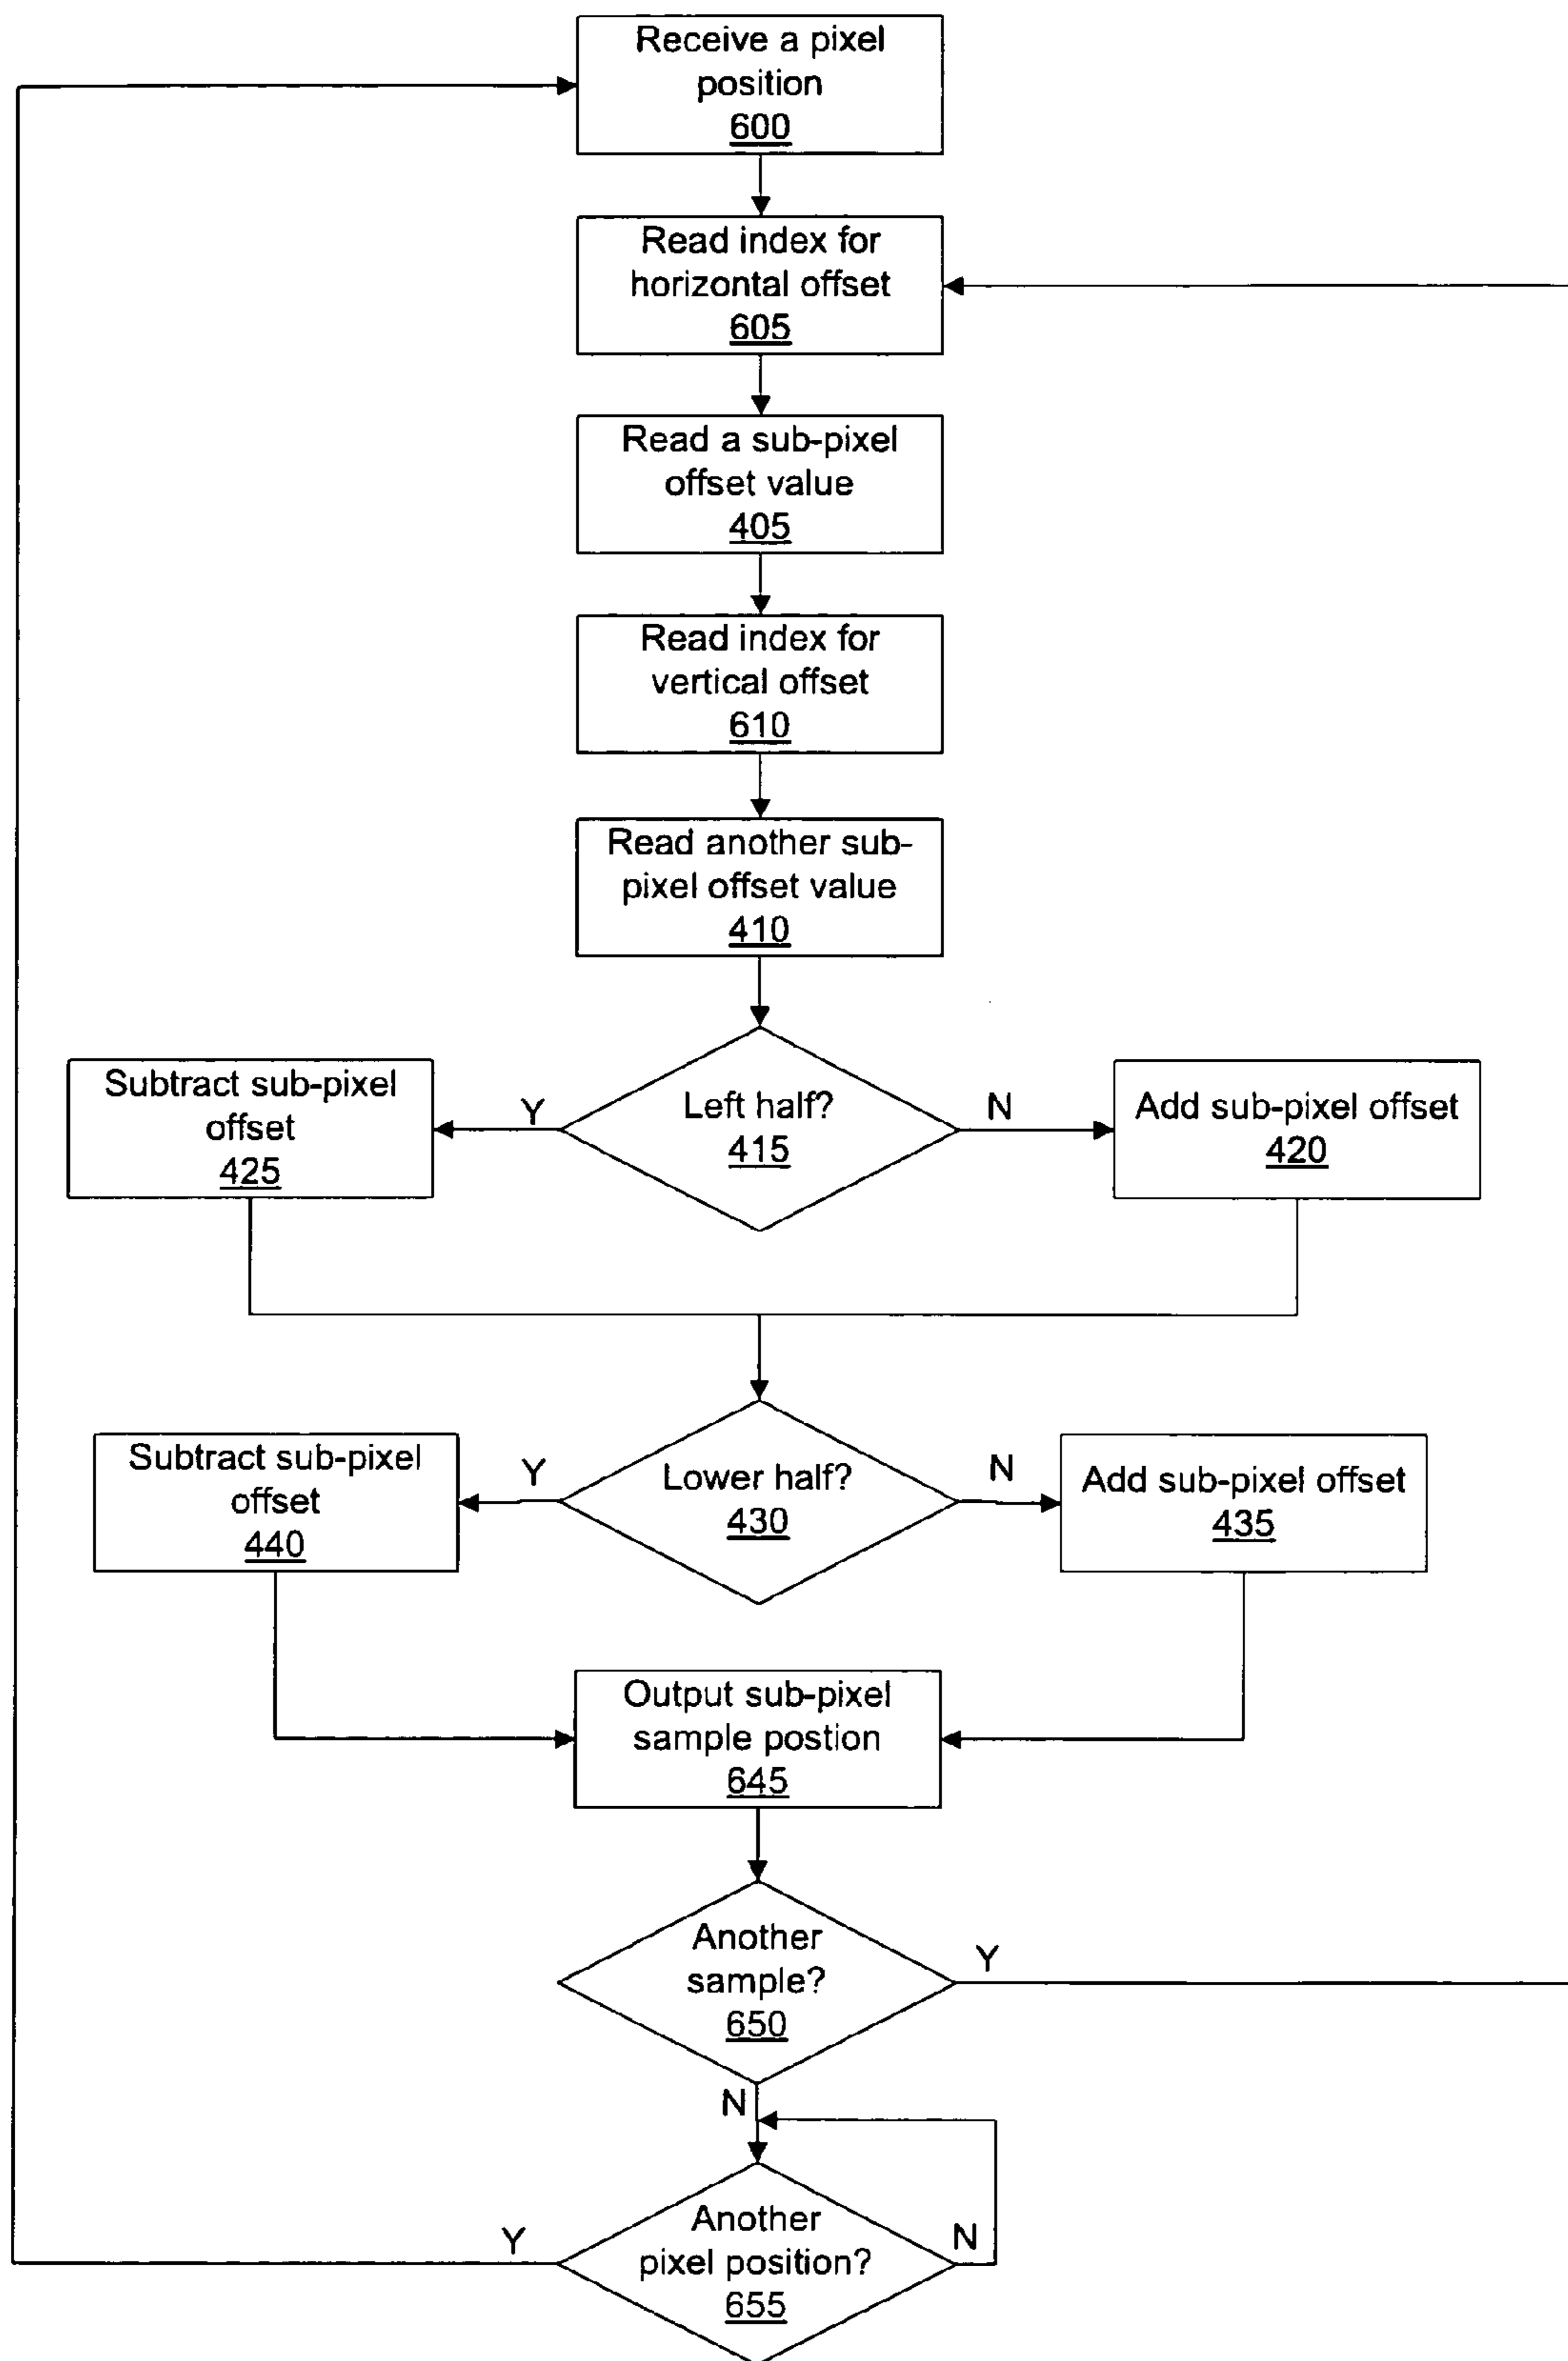 Receive a pixel
position
600
Read index for
horizontal offset
605
Read a sub-pixel
offset value
405
Read index for
vertical offset
610
Read another sub-
pixel offset value
410
Subtract sub-pixel
offset
425
Y
Left half?
415
N
Add sub-pixel offset
420
Subtract sub-pixel
offset
440
Y
Lower half?
430
N
Add sub-pixel offset
435
Output sub-pixel
sample postion
645
Another
sample?
650
Y
N
Another
pixel position?
655
Y
N